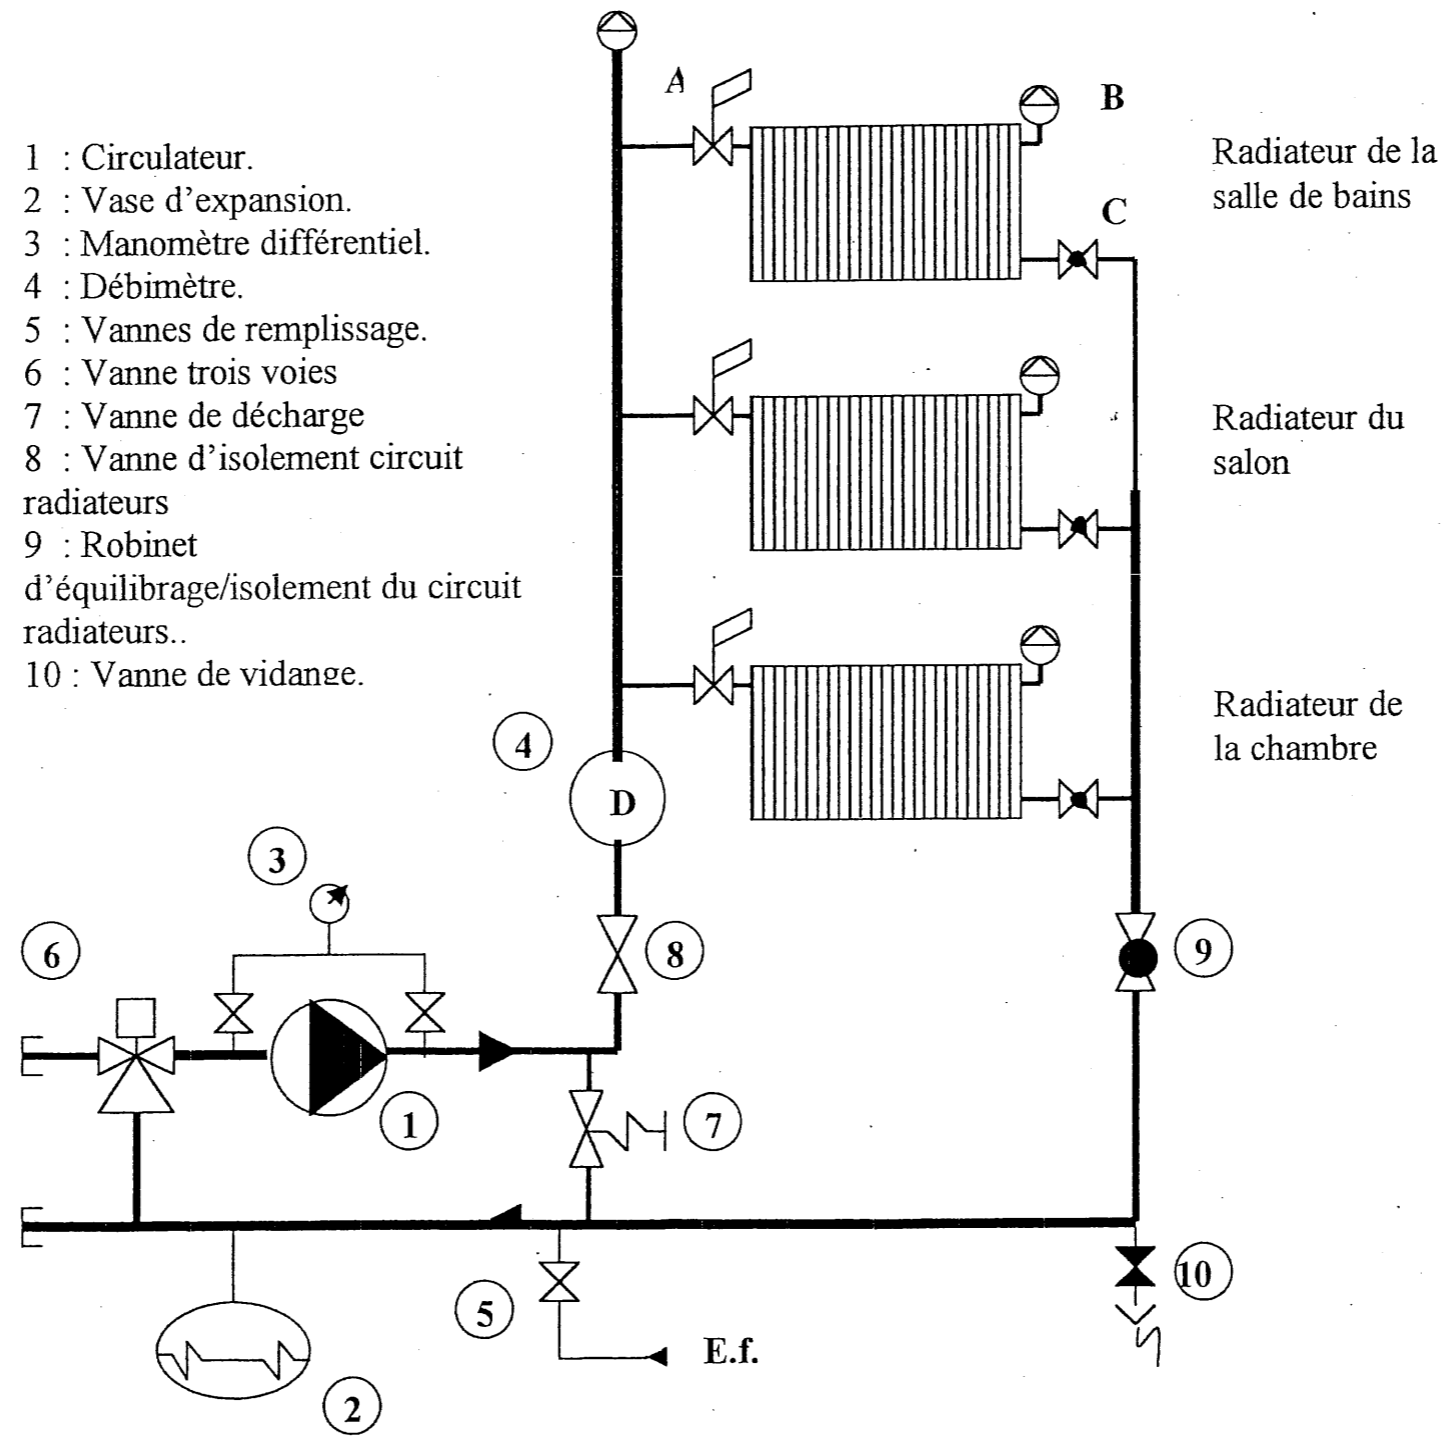 A
B
1 : Circulateur.
2 : Vase d'expansion.
3 : Manomètre différentiel.
4 : Débimètre.
5 : Vannes de remplissage.
6 : Vanne trois voies
7 : Vanne de décharge
8 : Vanne d'isolement circuit
radiateurs
9 : Robinet
d'équilibrage/isolement du circuit
radiateurs..
10 : Vanne de vidange.
Radiateur de la
salle de bains
C
Radiateur du
salon
Radiateur de
la chambre
4
D
3
6
8
9
1
7
5
10
E.f.
2